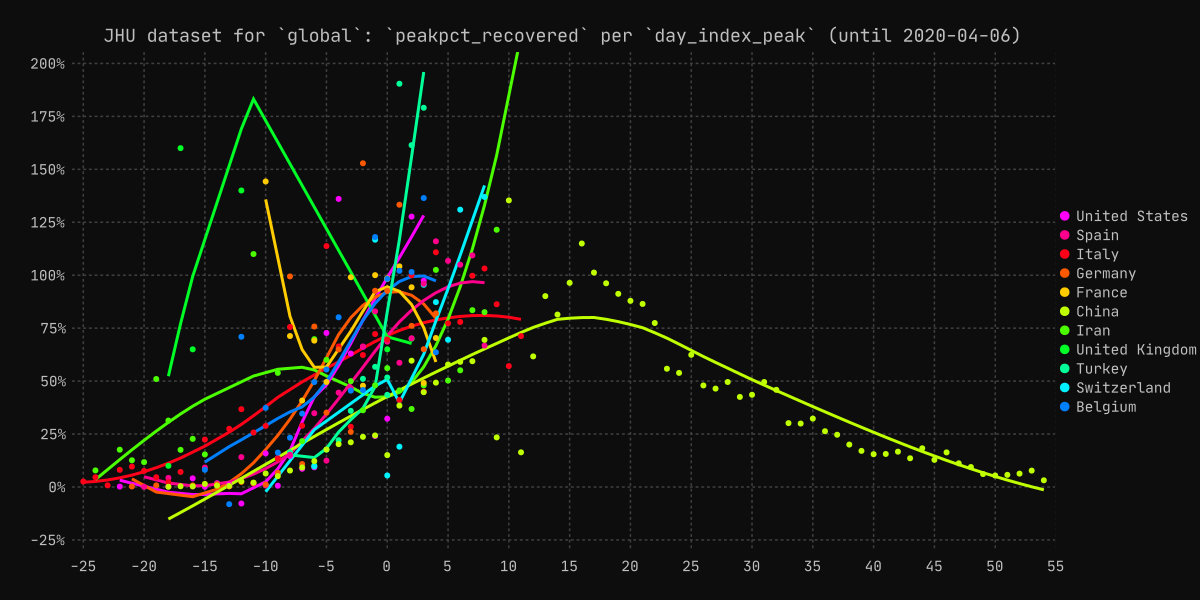 JHU dataset for `global`: `peakpct_recovered` per `day_index_peak` (until 2020-04-06)
200%
175%
150%
125%
100%
75%
50%
25%
0%
-25%
-25 -20 -15 -10 -5 0 5 10 15 20 25 30 35 40 45 50 55
United States
Spain
Italy
Germany
France
China
Iran
United Kingdom
Turkey
Switzerland
Belgium